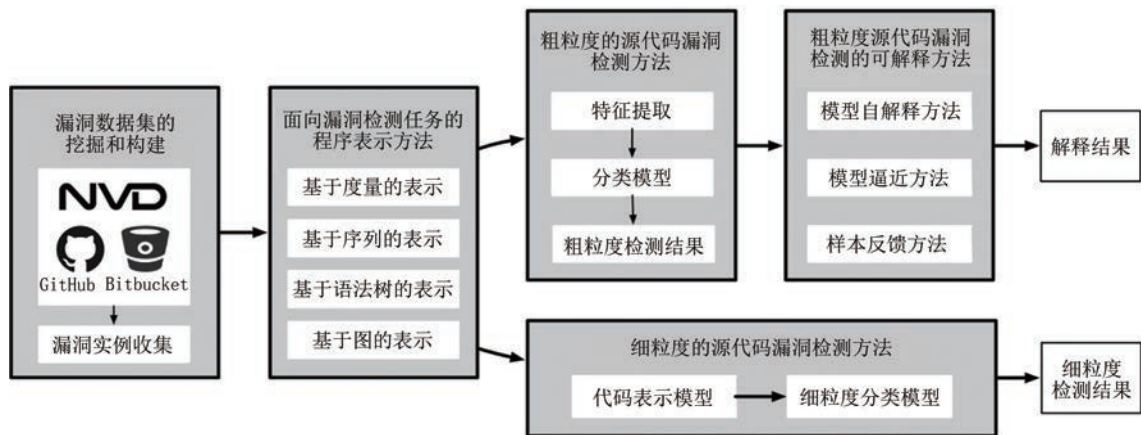 漏洞数据集的
挖掘和构建
NVD
GitHub Bitbucket
漏洞实例收集
面向漏洞检测任务的
程序表示方法
基于度量的表示
基于序列的表示
基于语法树的表示
基于图的表示
粗粒度的源代码漏洞
检测方法
特征提取
分类模型
粗粒度检测结果
粗粒度源代码漏洞
检测的可解释方法
模型自解释方法
模型逼近方法
样本反馈方法
解释结果
细粒度的源代码漏洞检测方法
代码表示模型
细粒度分类模型
细粒度
检测结果